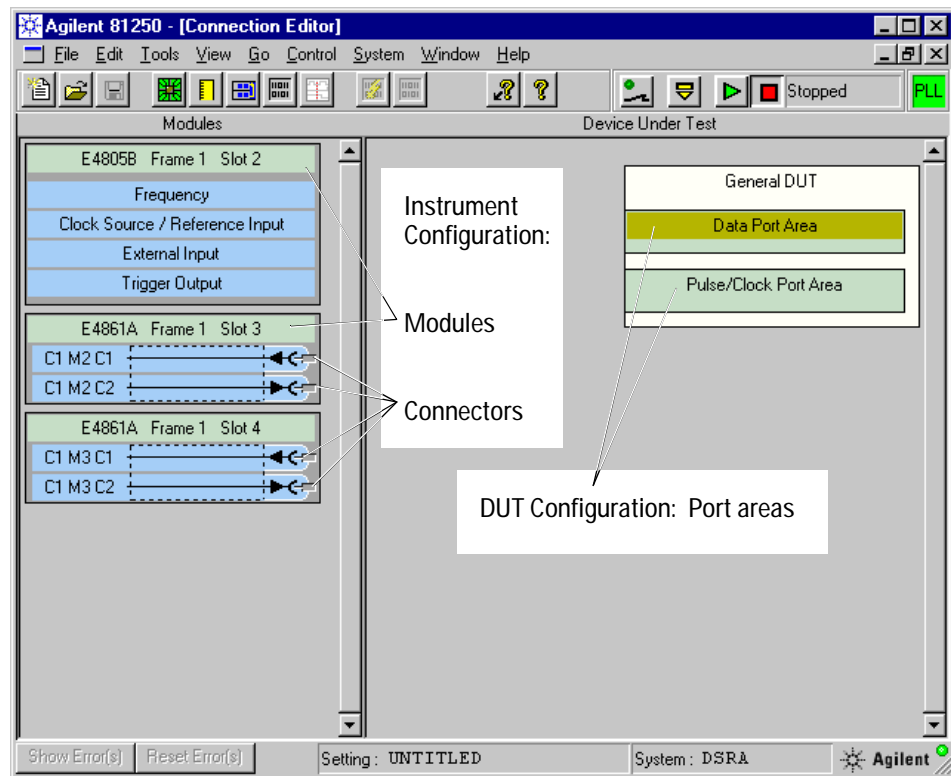 Agilent 81250 - [Connection Editor]
File Edit Tools View Go Control System Window Help
Stopped
PLL
Modules
Device Under Test
E4805B Frame 1 Slot 2
Frequency
Clock Source / Reference Input
External Input
Trigger Output
E4861A Frame 1 Slot 3
C1 M2 C1
C1 M2 C2
E4861A Frame 1 Slot 4
C1 M3 C1
C1 M3 C2
Instrument
Configuration:
Modules
Connectors
General DUT
Data Port Area
Pulse/Clock Port Area
DUT Configuration: Port areas
Show Error(s) Reset Error(s) Setting : UNTITLED System : DSRA Agilent